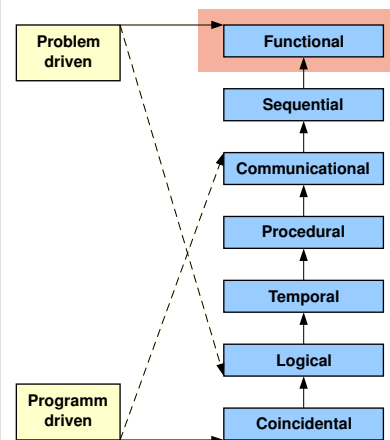 Problem
driven
Functional
Sequential
Communicational
Procedural
Temporal
Logical
Programm
driven
Coincidental